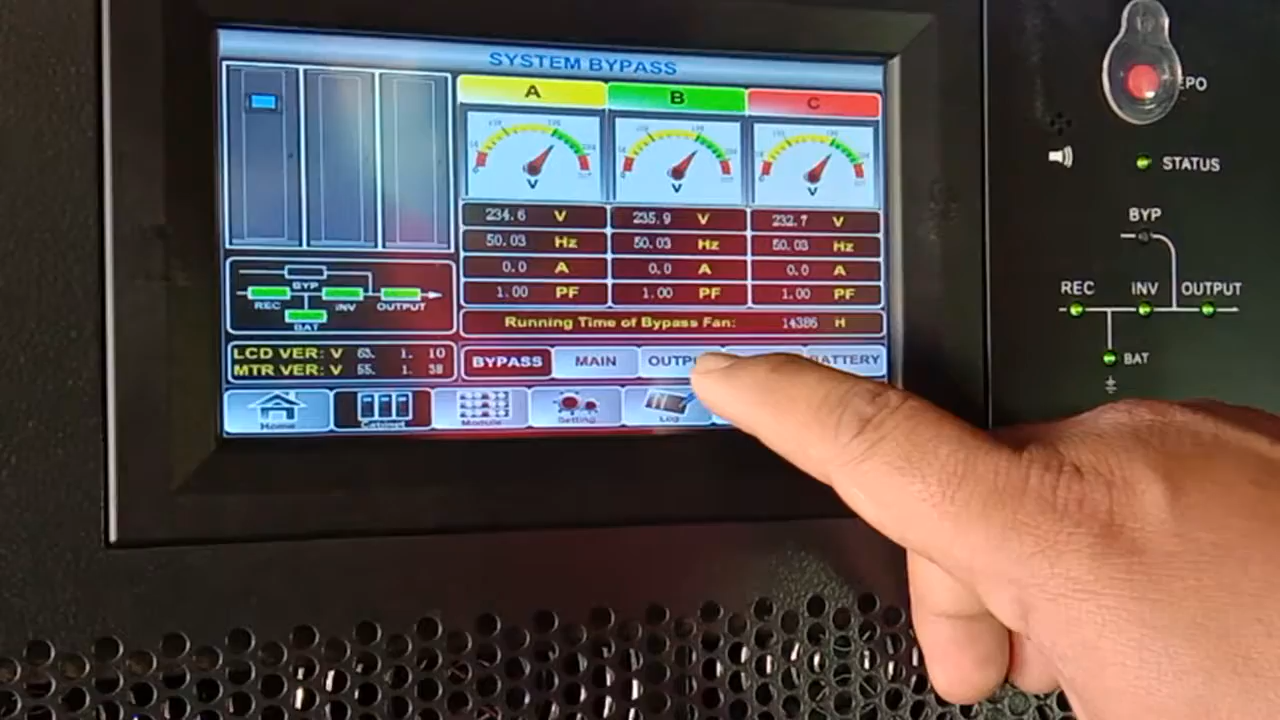 SYSTEM BYPASS
A B C
V V V
234.6 V 235.9 V 232.7 V
50.03 Hz 50.03 Hz 50.03 Hz
0.0 A 0.0 A 0.0 A
1.00 PF 1.00 PF 1.00 PF
Running Time of Bypass Fan: 14386 H
BYP
REC INV OUTPUT
BAT
LCD VER: V 63. 1. 10
MTR VER: V 55. 1. 38
BYPASS MAIN OUTPU BATTERY
Home Cabinet Module Setting Log
EPO
STATUS
BYP
REC INV OUTPUT
BAT